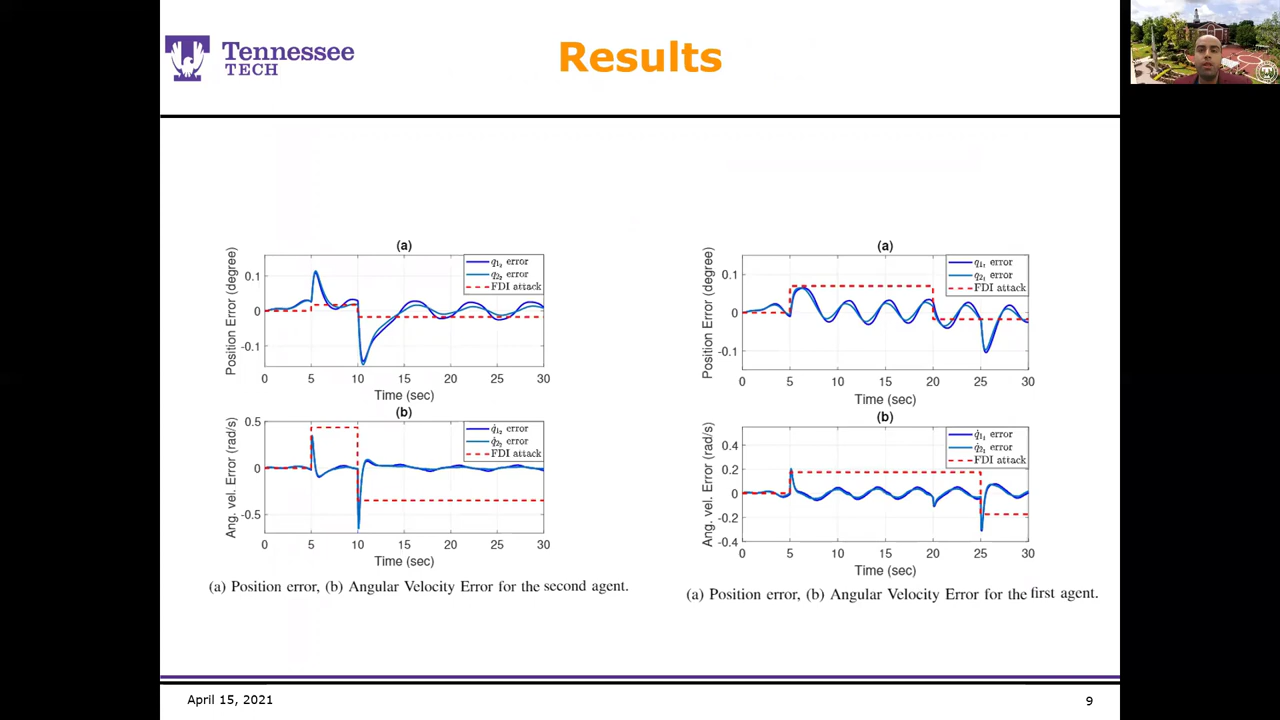 Tennessee
TECH
Results
(a)
Position Error (degree)
0.1
0
-0.1
q₁₂ error
q₂₂ error
FDI attack
0 5 10 15 20 25 30
Time (sec)
(b)
Ang. vel. Error (rad/s)
0.5
0
-0.5
q̇₁₂ error
q̇₂₂ error
FDI attack
0 5 10 15 20 25 30
Time (sec)
(a) Position error, (b) Angular Velocity Error for the second agent.
(a)
Position Error (degree)
0.1
0
-0.1
q₁₁ error
q₂₁ error
FDI attack
0 5 10 15 20 25 30
Time (sec)
(b)
Ang. vel. Error (rad/s)
0.4
0.2
0
-0.2
-0.4
q̇₁₁ error
q̇₂₁ error
FDI attack
0 5 10 15 20 25 30
Time (sec)
(a) Position error, (b) Angular Velocity Error for the first agent.
April 15, 2021
9